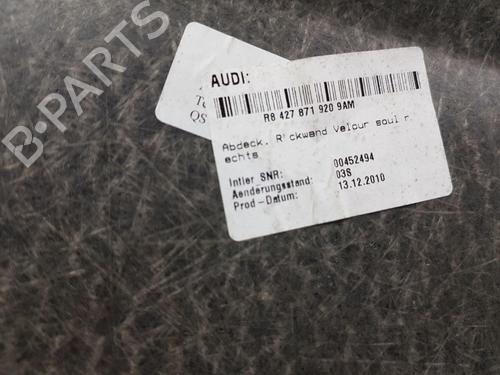 B-PARTS
QS
AUDI:
R8 427 871 920 9AM
Abdeck. R'ckwand Velour soul r
echts
Intier SNR: 00452494
Aenderungsstand: 03S
Prod-Datum: 13.12.2010